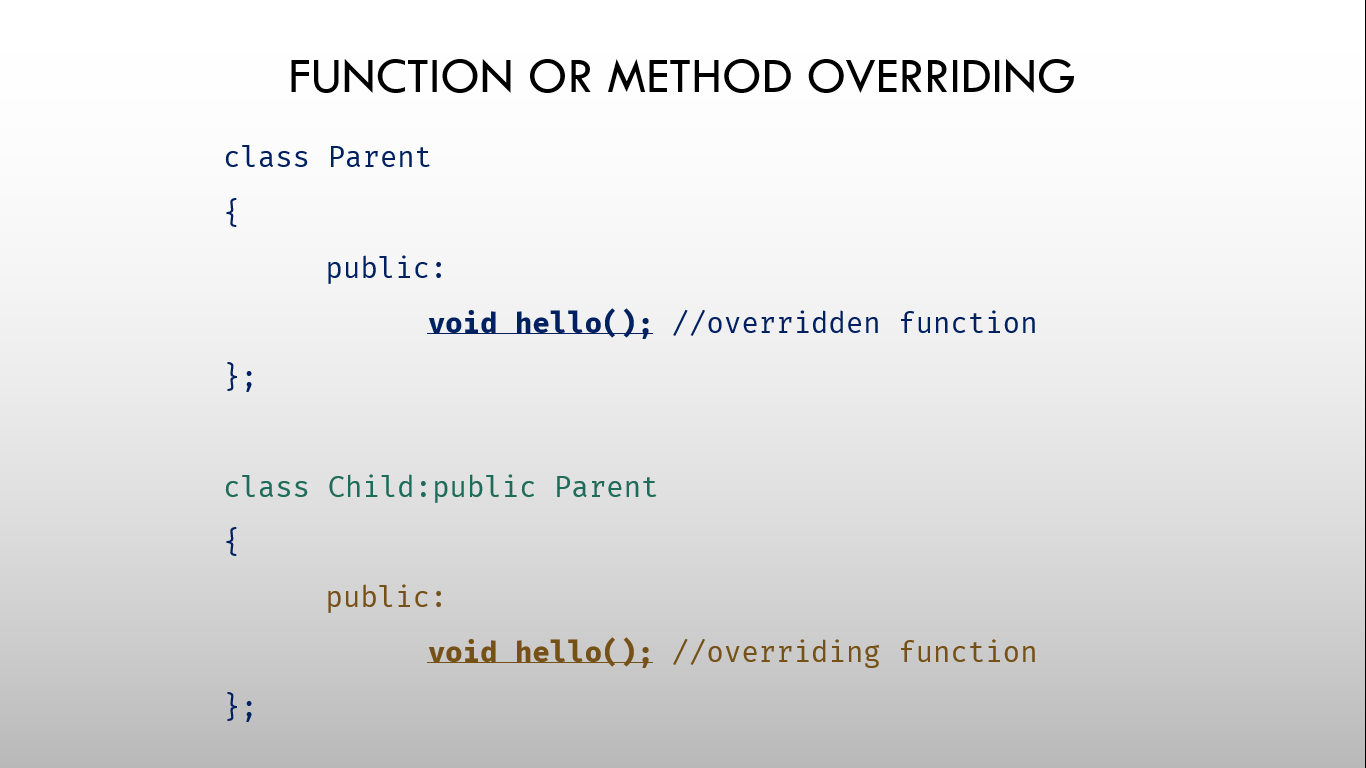 FUNCTION OR METHOD OVERRIDING
class Parent
{
public:
void hello(); //overridden function
};
class Child:public Parent
{
public:
void hello(); //overriding function
};